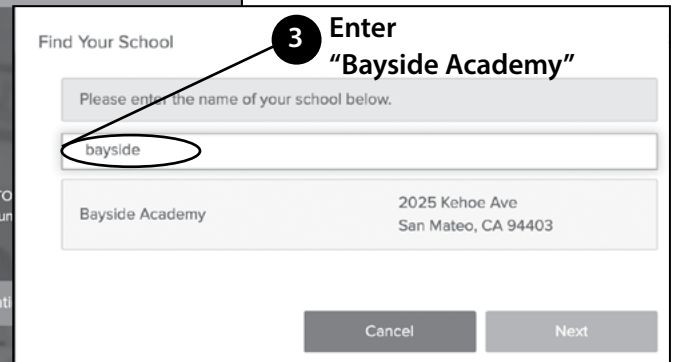 3 Enter
"Bayside Academy"
Find Your School
Please enter the name of your school below.
bayside
Bayside Academy
2025 Kehoe Ave
San Mateo, CA 94403
Cancel
Next